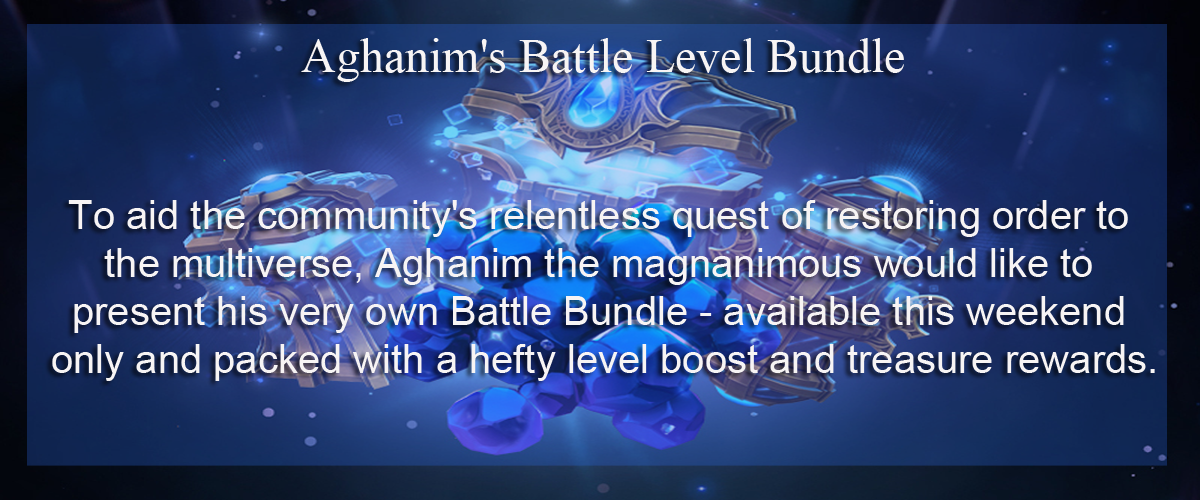 Aghanim's Battle Level Bundle
To aid the community's relentless quest of restoring order to
the multiverse, Aghanim the magnanimous would like to
present his very own Battle Bundle - available this weekend
only and packed with a hefty level boost and treasure rewards.